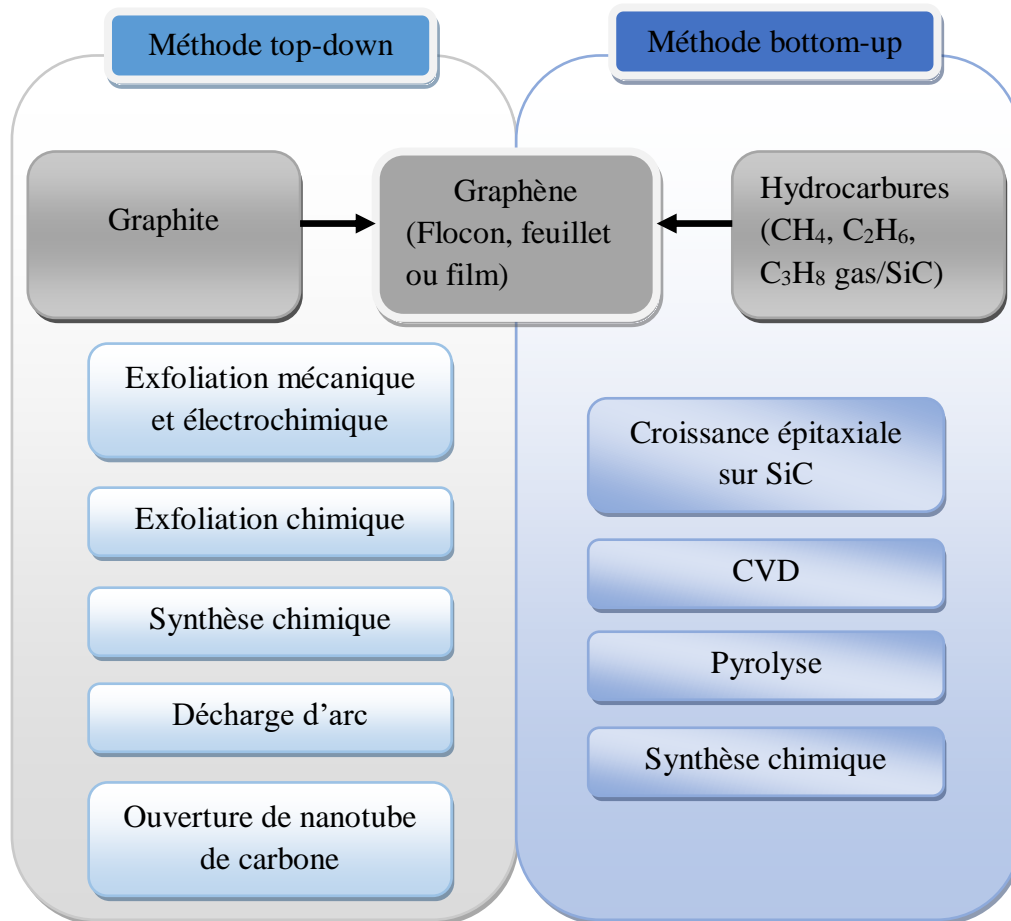 Méthode top-down
Méthode bottom-up
Graphite
Graphène
(Flocon, feuillet
ou film)
Hydrocarbures
(CH₄, C₂H₆,
C₃H₈ gas/SiC)
Exfoliation mécanique
et électrochimique
Exfoliation chimique
Synthèse chimique
Décharge d’arc
Ouverture de nanotube
de carbone
Croissance épitaxiale
sur SiC
CVD
Pyrolyse
Synthèse chimique